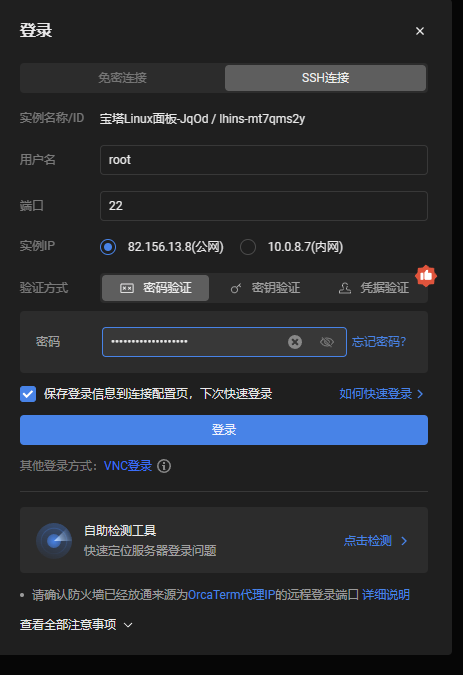 登录
免密连接 SSH连接
实例名称/ID 宝塔Linux面板-JqOd / lhins-mt7qms2y
用户名 root
端口 22
实例IP 82.156.13.8(公网) 10.0.8.7(内网)
验证方式 密码验证 密钥验证 凭据验证
密码 •••••••••••••••••••• 忘记密码?
保存登录信息到连接配置页，下次快速登录 如何快速登录
登录
其他登录方式: VNC登录
自助检测工具
快速定位服务器登录问题
点击检测
• 请确认防火墙已经放通来源为OrcaTerm代理IP的远程登录端口 详细说明
查看全部注意事项